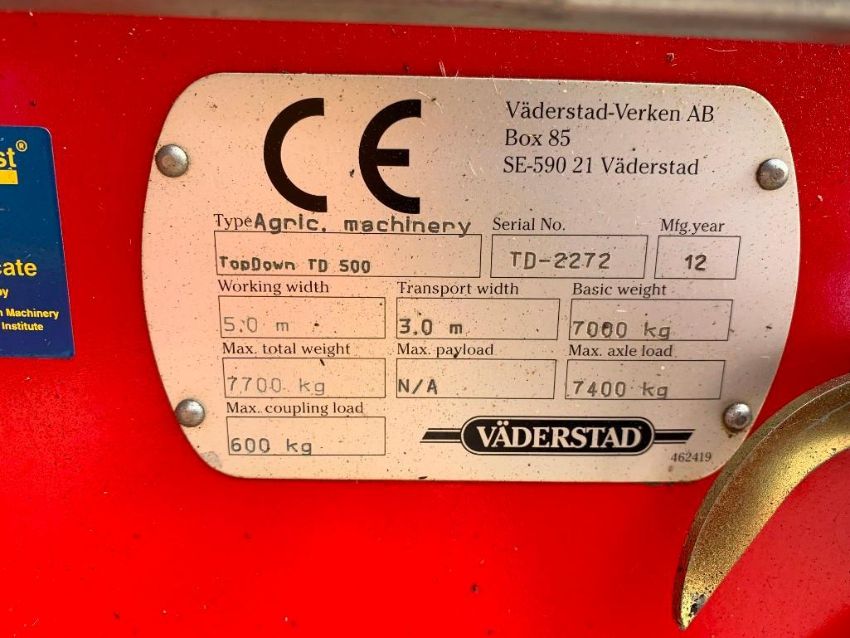 CE
Väderstad-Verken AB
Box 85
SE-590 21 Väderstad
Type Agric. machinery
TopDown TD 500
Serial No.
TD-2272
Mfg.year
12
Working width
5.0 m
Transport width
3.0 m
Basic weight
7000 kg
Max. total weight
7700 kg
Max. payload
N/A
Max. axle load
7400 kg
Max. coupling load
600 kg
VÄDERSTAD
462419
by
Machinery
Institute